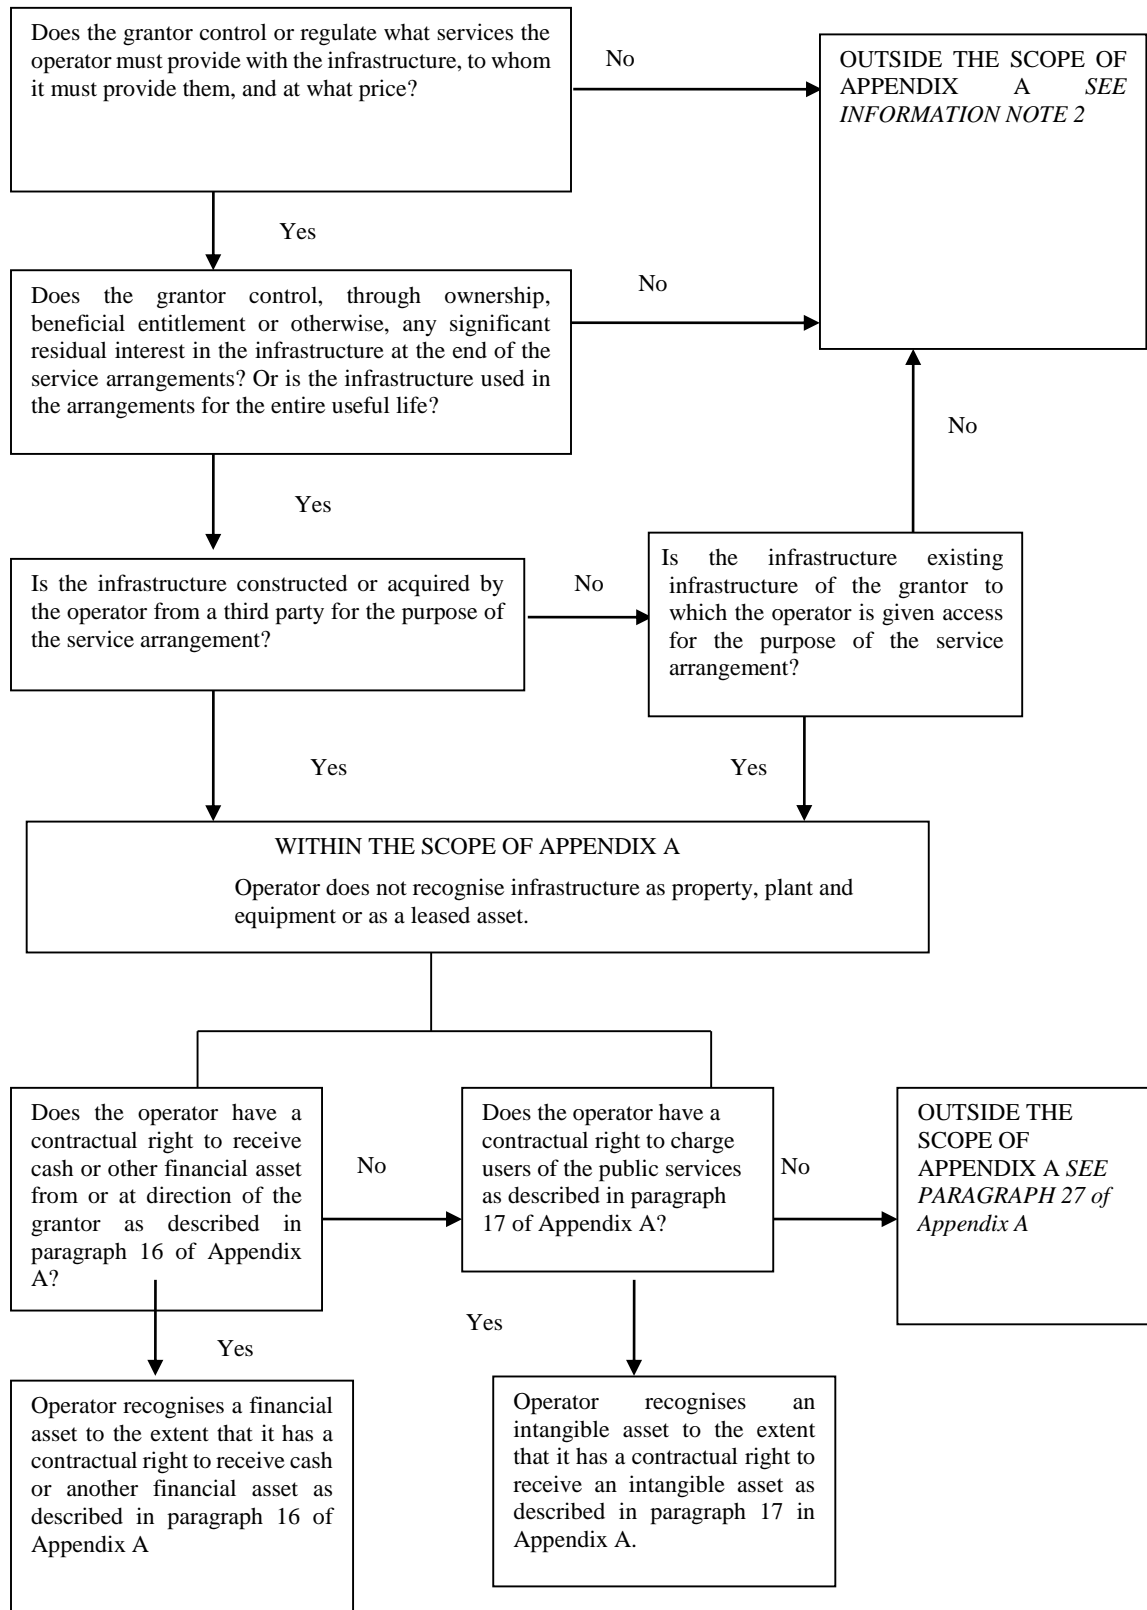 Does the grantor control or regulate what services the
operator must provide with the infrastructure, to whom
it must provide them, and at what price?
No
OUTSIDE THE SCOPE OF
APPENDIX A SEE
INFORMATION NOTE 2
Yes
Does the grantor control, through ownership,
beneficial entitlement or otherwise, any significant
residual interest in the infrastructure at the end of the
service arrangements? Or is the infrastructure used in
the arrangements for the entire useful life?
No
No
Yes
Is the infrastructure constructed or acquired by
the operator from a third party for the purpose of
the service arrangement?
No
Is the infrastructure existing
infrastructure of the grantor to
which the operator is given access
for the purpose of the service
arrangement?
Yes
Yes
WITHIN THE SCOPE OF APPENDIX A
Operator does not recognise infrastructure as property, plant and
equipment or as a leased asset.
Does the operator have a
contractual right to receive
cash or other financial asset
from or at direction of the
grantor as described in
paragraph 16 of Appendix
A?
No
Does the operator have a
contractual right to charge
users of the public services
as described in paragraph
17 of Appendix A?
No
OUTSIDE THE
SCOPE OF
APPENDIX A SEE
PARAGRAPH 27 of
Appendix A
Yes
Yes
Operator recognises a financial
asset to the extent that it has a
contractual right to receive cash
or another financial asset as
described in paragraph 16 of
Appendix A
Operator recognises an
intangible asset to the extent
that it has a contractual right to
receive an intangible asset as
described in paragraph 17 in
Appendix A.